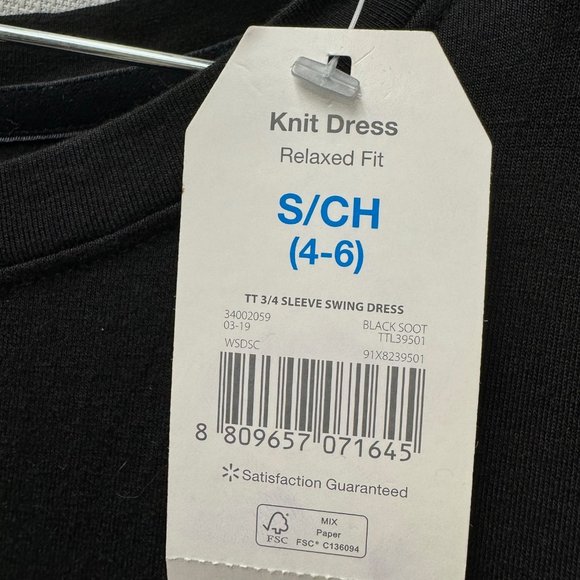 Knit Dress
Relaxed Fit
S/CH
(4-6)
TT 3/4 SLEEVE SWING DRESS
34002059 BLACK SOOT
03-19 TTL39501
WSDSC 91X8239501
8 809657 071645
Satisfaction Guaranteed
FSC
MIX
Paper
FSC® C136094